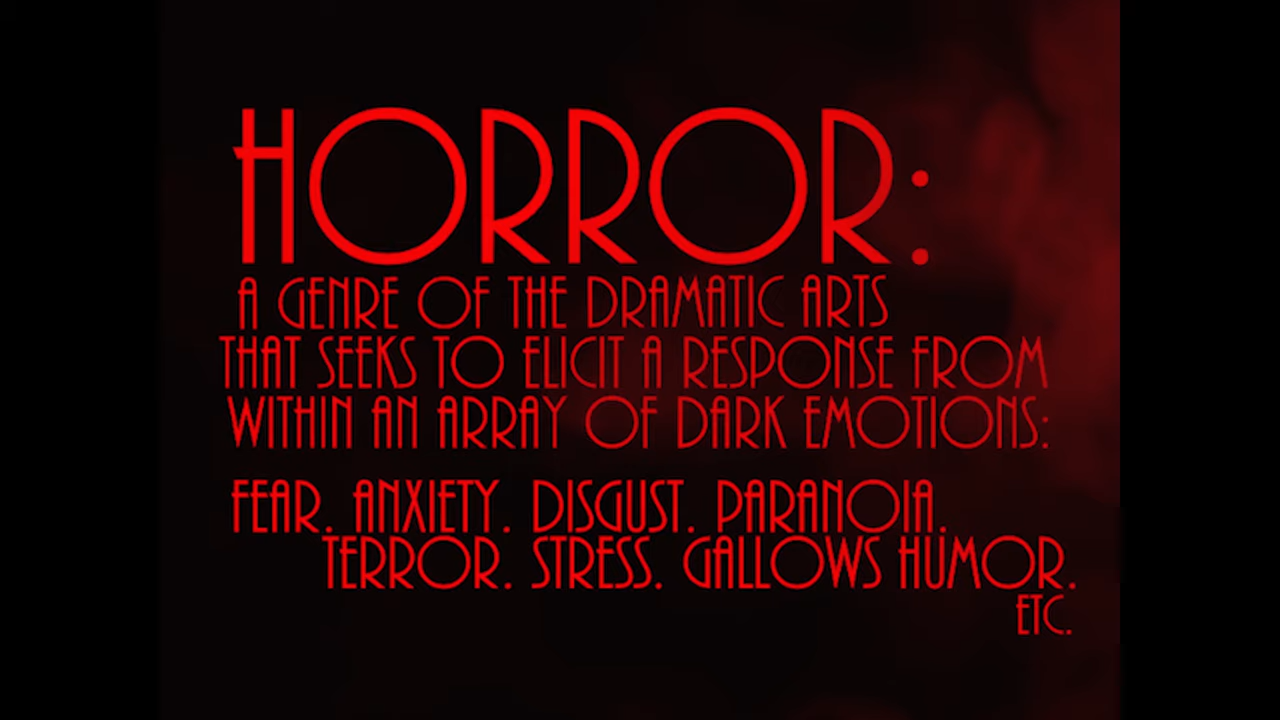 HORROR:
A GENRE OF THE DRAMATIC ARTS
THAT SEEKS TO ELICIT A RESPONSE FROM
WITHIN AN ARRAY OF DARK EMOTIONS:
FEAR. ANXIETY. DISGUST. PARANOIA.
TERROR. STRESS. GALLOWS HUMOR.
ETC.